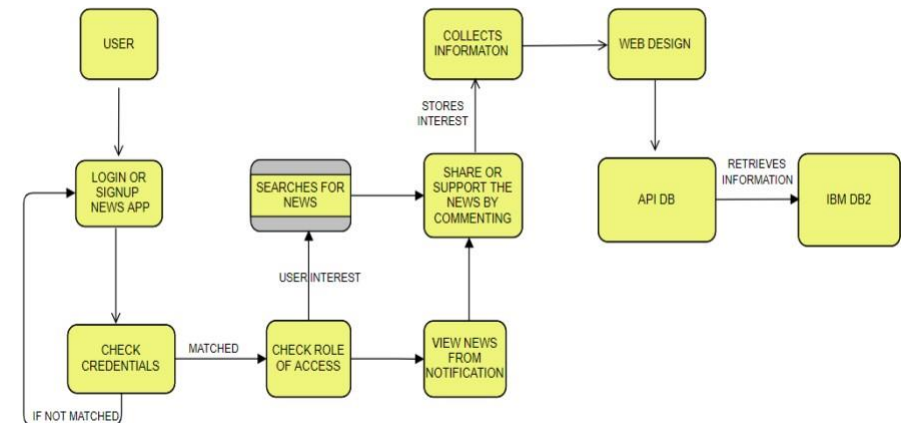 USER
LOGIN OR
SIGNUP
NEWS APP
CHECK
CREDENTIALS
IF NOT MATCHED
MATCHED
CHECK ROLE
OF ACCESS
USER INTEREST
SEARCHES FOR
NEWS
VIEW NEWS
FROM
NOTIFICATION
SHARE OR
SUPPORT THE
NEWS BY
COMMENTING
STORES
INTEREST
COLLECTS
INFORMATON
WEB DESIGN
API DB
RETRIEVES
INFORMATION
IBM DB2